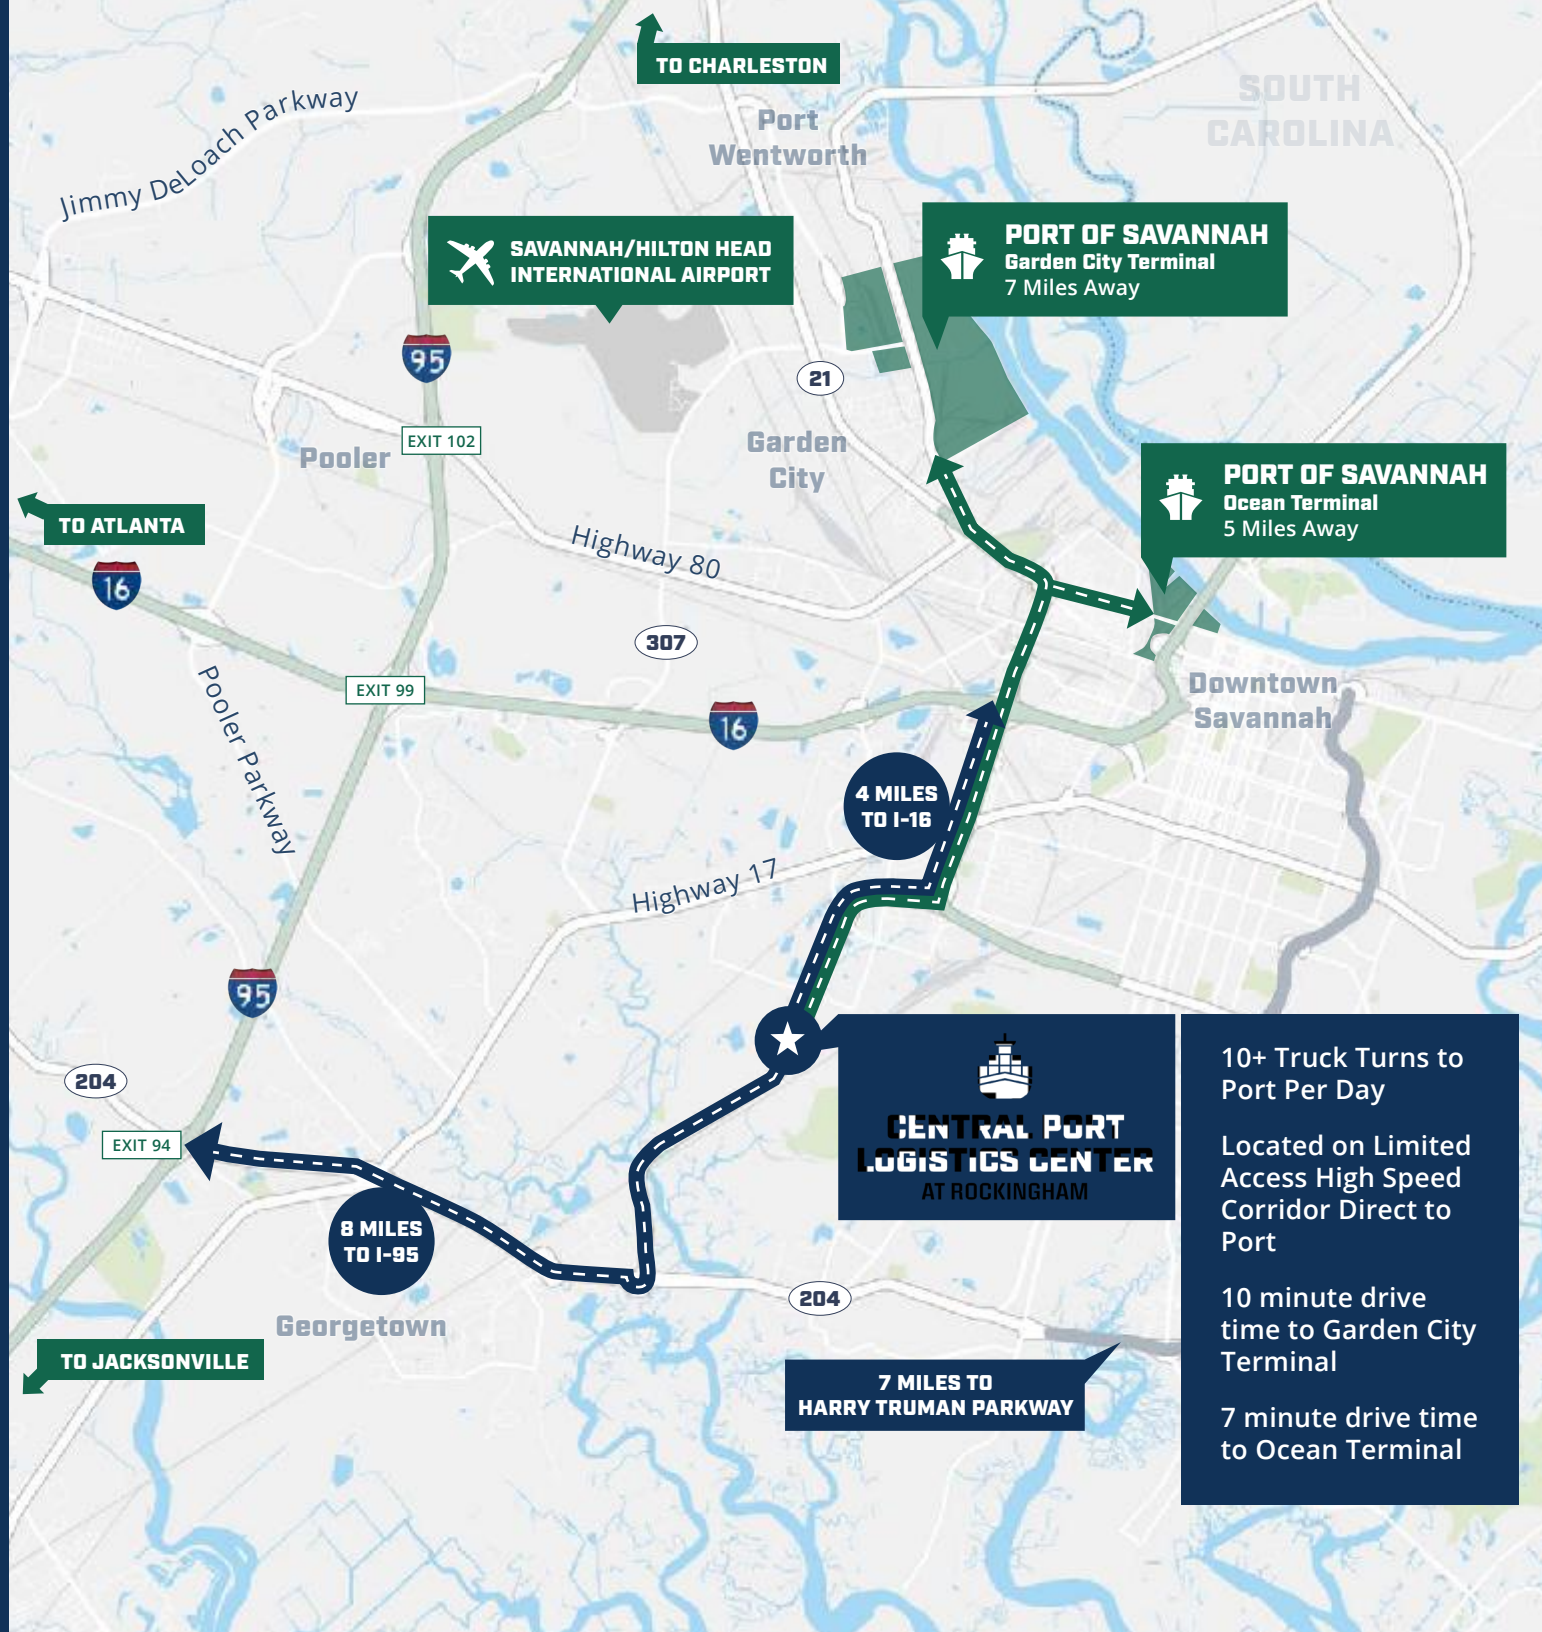 TO CHARLESTON
Jimmy DeLoach Parkway
Port
Wentworth
SOUTH
CAROLINA
SAVANNAH/HILTON HEAD
INTERNATIONAL AIRPORT
PORT OF SAVANNAH
Garden City Terminal
7 Miles Away
95
21
EXIT 102
Pooler
Garden
City
PORT OF SAVANNAH
Ocean Terminal
5 Miles Away
TO ATLANTA
16
Highway 80
307
EXIT 99
Pooler Parkway
16
Downtown
Savannah
4 MILES
TO I-16
Highway 17
95
204
EXIT 94
CENTRAL PORT
LOGISTICS CENTER
AT ROCKINGHAM
10+ Truck Turns to
Port Per Day
Located on Limited
Access High Speed
Corridor Direct to
Port
10 minute drive
time to Garden City
Terminal
7 minute drive time
to Ocean Terminal
8 MILES
TO I-95
204
Georgetown
TO JACKSONVILLE
7 MILES TO
HARRY TRUMAN PARKWAY